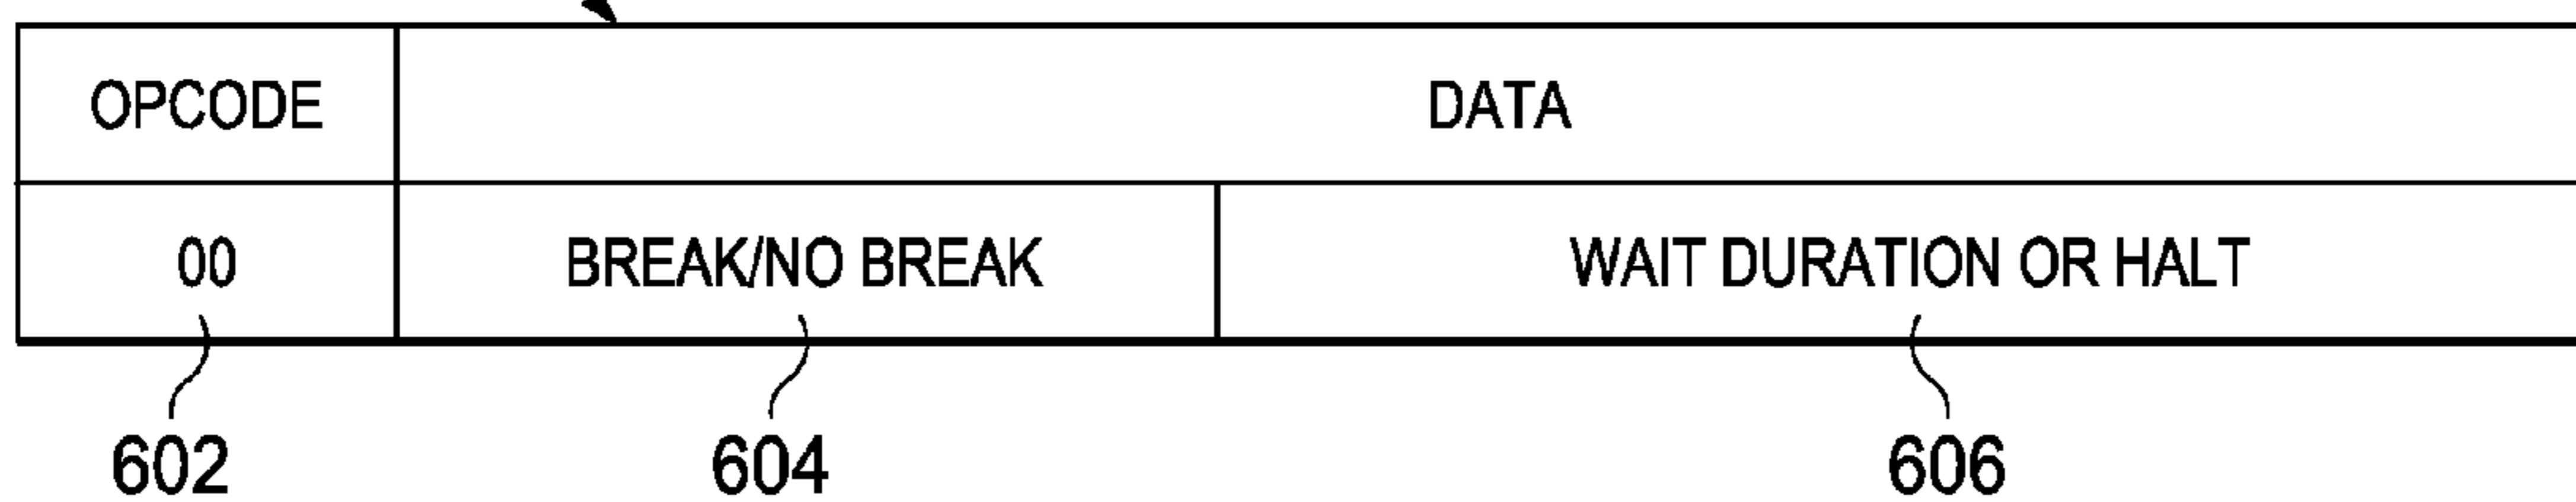 OPCODE DATA
00 BREAK/NO BREAK WAIT DURATION OR HALT
602 604 606